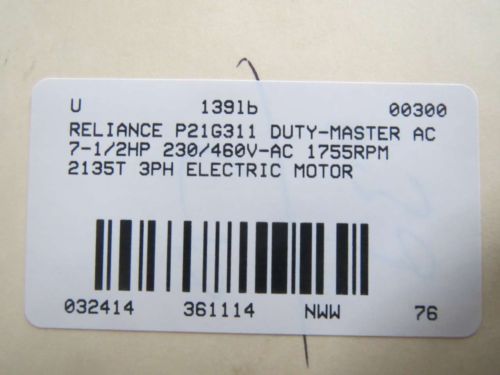 U 139lb 00300
RELIANCE P21G311 DUTY-MASTER AC
7-1/2HP 230/460V-AC 1755RPM
2135T 3PH ELECTRIC MOTOR
032414 361114 NWW 76